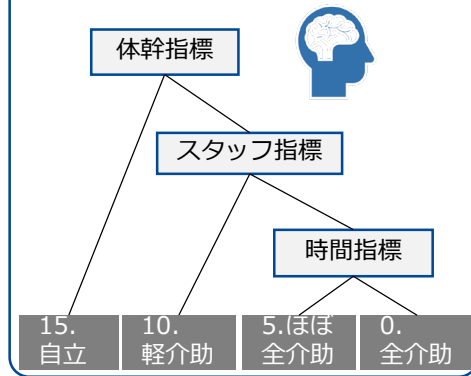 体幹指標
スタッフ指標
時間指標
15.
自立
10.
軽介助
5.ほぼ
全介助
0.
全介助